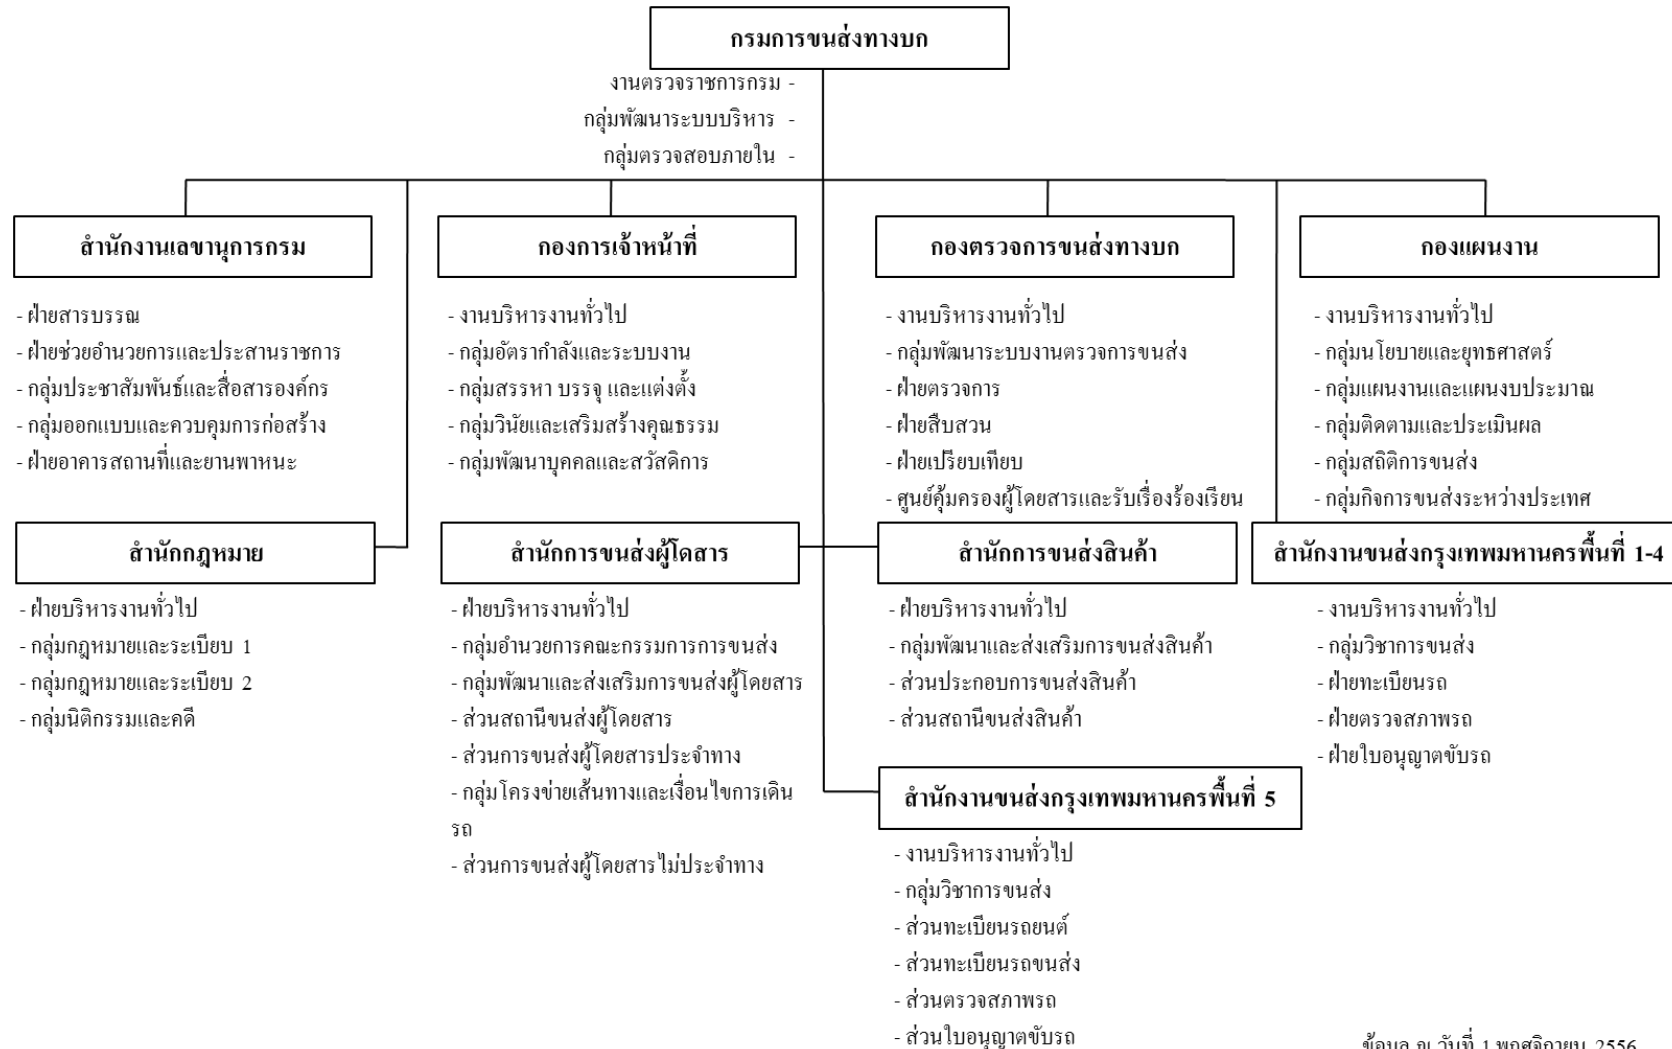 กรมการขนส่งทางบก
งานตรวจราชการกรม -
กลุ่มพัฒนาระบบบริหาร -
กลุ่มตรวจสอบภายใน -
สำนักงานเลขานุการกรม
- ฝ่ายสารบรรณ
- ฝ่ายช่วยอำนวยการและประสานราชการ
- กลุ่มประชาสัมพันธ์และสื่อสารองค์กร
- กลุ่มออกแบบและควบคุมการก่อสร้าง
- ฝ่ายอาคารสถานที่และยานพาหนะ
กองการเจ้าหน้าที่
- งานบริหารงานทั่วไป
- กลุ่มอัตรากำลังและระบบงาน
- กลุ่มสรรหา บรรจุ และแต่งตั้ง
- กลุ่มวินัยและเสริมสร้างคุณธรรม
- กลุ่มพัฒนาบุคคลและสวัสดิการ
กองตรวจการขนส่งทางบก
- งานบริหารงานทั่วไป
- กลุ่มพัฒนาระบบงานตรวจการขนส่ง
- ฝ่ายตรวจการ
- ฝ่ายสืบสวน
- ฝ่ายเปรียบเทียบ
- ศูนย์คุ้มครองผู้โดยสารและรับเรื่องร้องเรียน
กองแผนงาน
- งานบริหารงานทั่วไป
- กลุ่มนโยบายและยุทธศาสตร์
- กลุ่มแผนงานและแผนงบประมาณ
- กลุ่มติดตามและประเมินผล
- กลุ่มสถิติการขนส่ง
- กลุ่มกิจการขนส่งระหว่างประเทศ
สำนักกฎหมาย
- ฝ่ายบริหารงานทั่วไป
- กลุ่มกฎหมายและระเบียบ 1
- กลุ่มกฎหมายและระเบียบ 2
- กลุ่มนิติกรรมและคดี
สำนักการขนส่งผู้โดสาร
- ฝ่ายบริหารงานทั่วไป
- กลุ่มอำนวยการคณะกรรมการการขนส่ง
- กลุ่มพัฒนาและส่งเสริมการขนส่งผู้โดยสาร
- ส่วนสถานีขนส่งผู้โดยสาร
- ส่วนการขนส่งผู้โดยสารประจำทาง
- กลุ่มโครงข่ายเส้นทางและเงื่อนไขการเดิน
รถ
- ส่วนการขนส่งผู้โดยสารไม่ประจำทาง
สำนักการขนส่งสินค้า
- ฝ่ายบริหารงานทั่วไป
- กลุ่มพัฒนาและส่งเสริมการขนส่งสินค้า
- ส่วนประกอบการขนส่งสินค้า
- ส่วนสถานีขนส่งสินค้า
สำนักงานขนส่งกรุงเทพมหานครพื้นที่ 1-4
- งานบริหารงานทั่วไป
- กลุ่มวิชาการขนส่ง
- ฝ่ายทะเบียนรถ
- ฝ่ายตรวจสภาพรถ
- ฝ่ายใบอนุญาตขับรถ
สำนักงานขนส่งกรุงเทพมหานครพื้นที่ 5
- งานบริหารงานทั่วไป
- กลุ่มวิชาการขนส่ง
- ส่วนทะเบียนรถยนต์
- ส่วนทะเบียนรถขนส่ง
- ส่วนตรวจสภาพรถ
- ส่วนใบอนุญาตขับรถ
ข้อมูล ณ วันที่ 1 พฤศจิกายน 2556